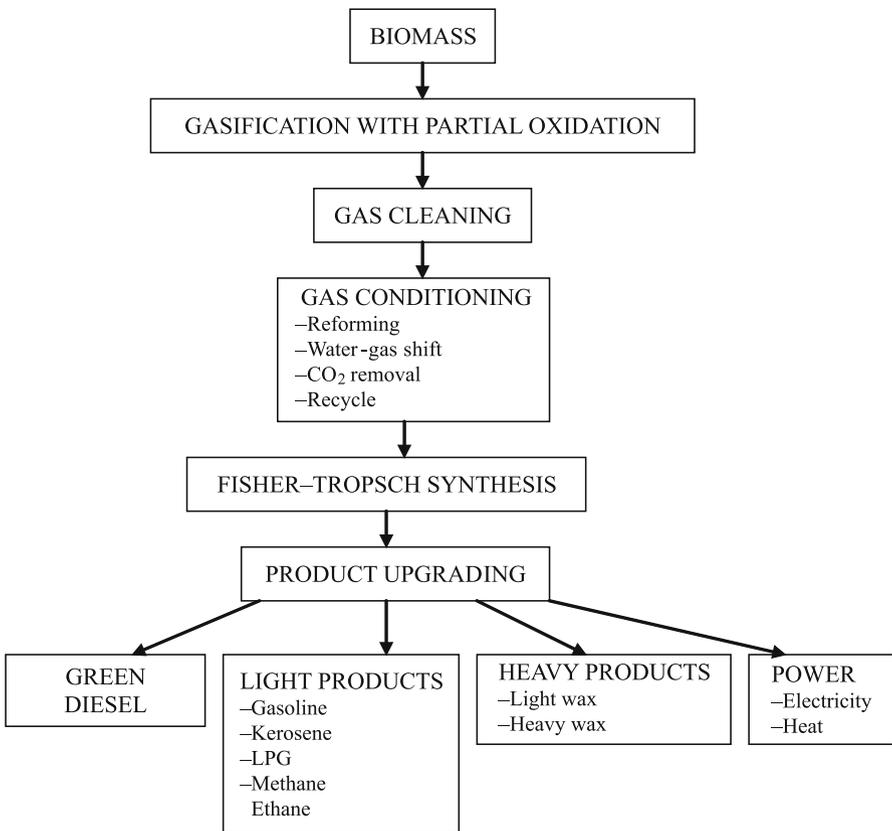 BIOMASS
GASIFICATION WITH PARTIAL OXIDATION
GAS CLEANING
GAS CONDITIONING
–Reforming
–Water-gas shift
–CO₂ removal
–Recycle
FISHER–TROPSCH SYNTHESIS
PRODUCT UPGRADING
GREEN
DIESEL
LIGHT PRODUCTS
–Gasoline
–Kerosene
–LPG
–Methane
Ethane
HEAVY PRODUCTS
–Light wax
–Heavy wax
POWER
–Electricity
–Heat